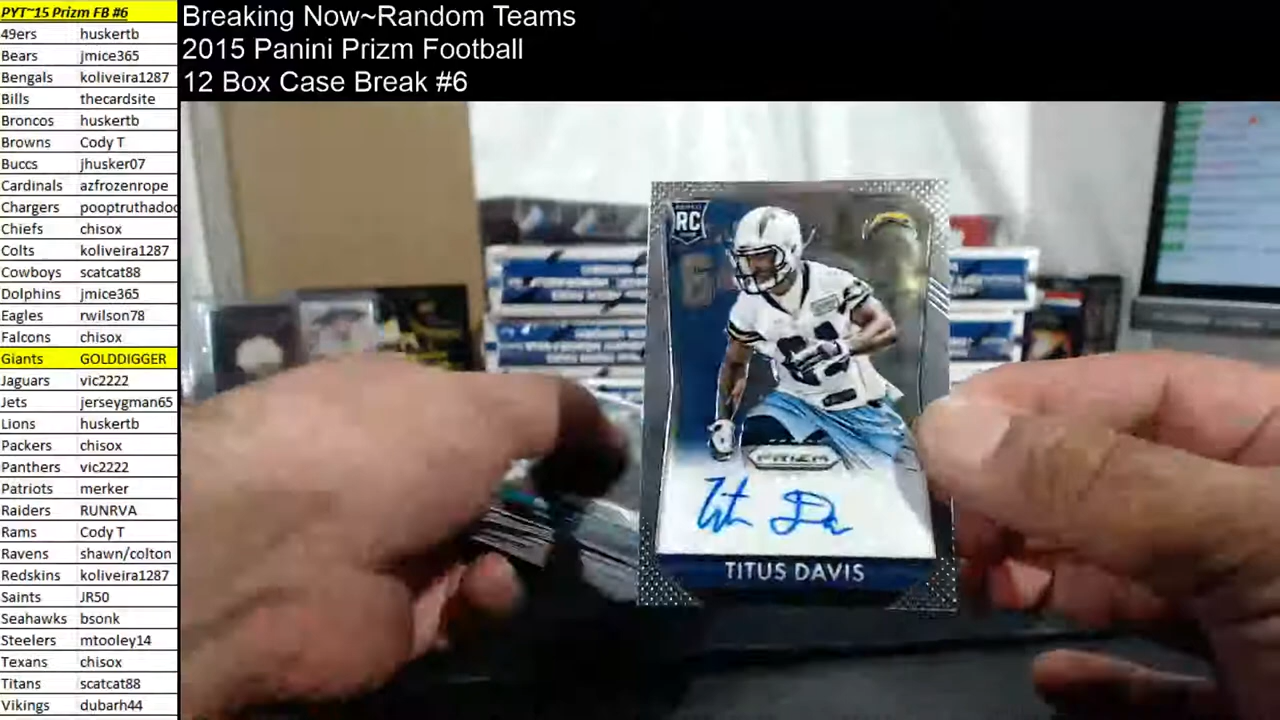 PYT~15 Prizm FB #6
49ers huskertb
Bears jmice365
Bengals koliveira1287
Bills thecardsite
Broncos huskertb
Browns Cody T
Buccs jhusker07
Cardinals azfrozenrope
Chargers pooptruthadoo
Chiefs chisox
Colts koliveira1287
Cowboys scatcat88
Dolphins jmice365
Eagles rwilson78
Falcons chisox
Giants GOLDDIGGER
Jaguars vic2222
Jets jerseygman65
Lions huskertb
Packers chisox
Panthers vic2222
Patriots merker
Raiders RUNRVA
Rams Cody T
Ravens shawn/colton
Redskins koliveira1287
Saints JR50
Seahawks bsonk
Steelers mtooley14
Texans chisox
Titans scatcat88
Vikings dubarh44
Breaking Now~Random Teams
2015 Panini Prizm Football
12 Box Case Break #6
RC
PRIZM
TITUS DAVIS